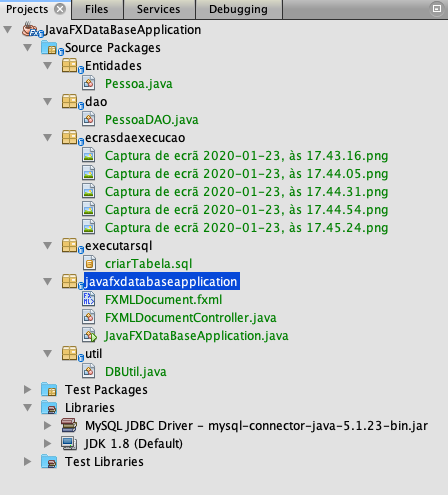 Projects Files Services Debugging
JavaFXDataBaseApplication
Source Packages
Entidades
Pessoa.java
dao
PessoaDAO.java
ecrasdaexecucao
Captura de ecrã 2020-01-23, às 17.43.16.png
Captura de ecrã 2020-01-23, às 17.44.05.png
Captura de ecrã 2020-01-23, às 17.44.31.png
Captura de ecrã 2020-01-23, às 17.44.54.png
Captura de ecrã 2020-01-23, às 17.45.24.png
executarsql
criarTabela.sql
javafxdatabaseapplication
FXMLDocument.fxml
FXMLDocumentController.java
JavaFXDataBaseApplication.java
util
DBUtil.java
Test Packages
Libraries
MySQL JDBC Driver - mysql-connector-java-5.1.23-bin.jar
JDK 1.8 (Default)
Test Libraries